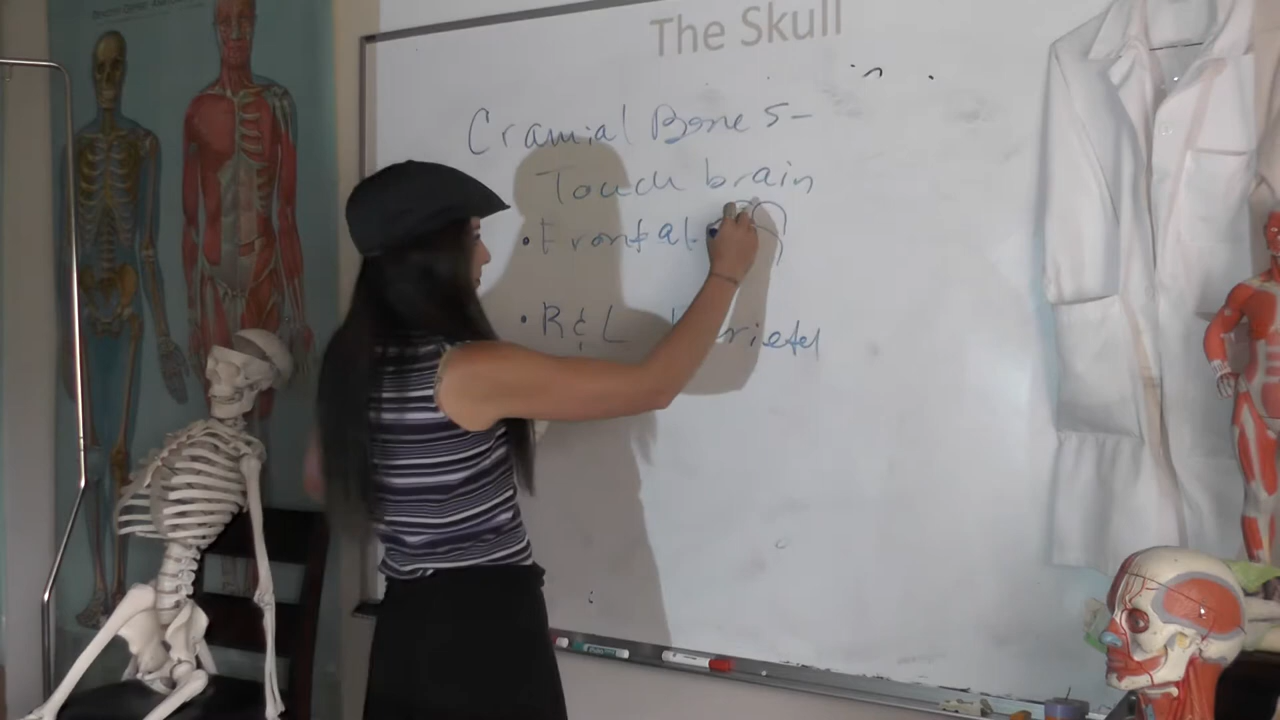 The Skull
Cranial Bones-
Touch brain
• Frontal
• R & L